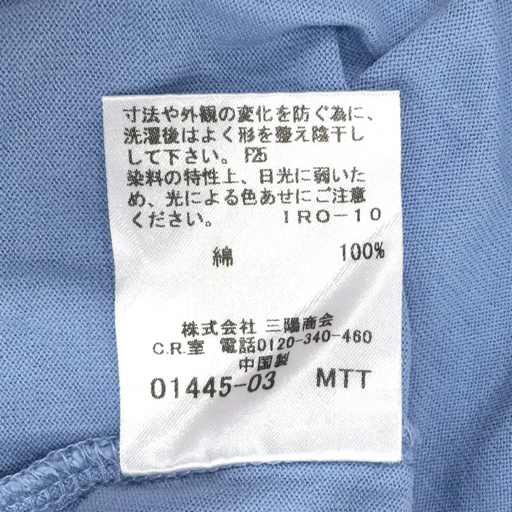 寸法や外観の変化を防ぐ為に、
洗濯後はよく形を整え陰干し
して下さい。 F25
染料の特性上、日光に弱いた
め、光による色あせにご注意
ください。 IRO-10
綿 100%
株式会社 三陽商会
C.R.室 電話0120-340-460
中国製
01445-03 MTT